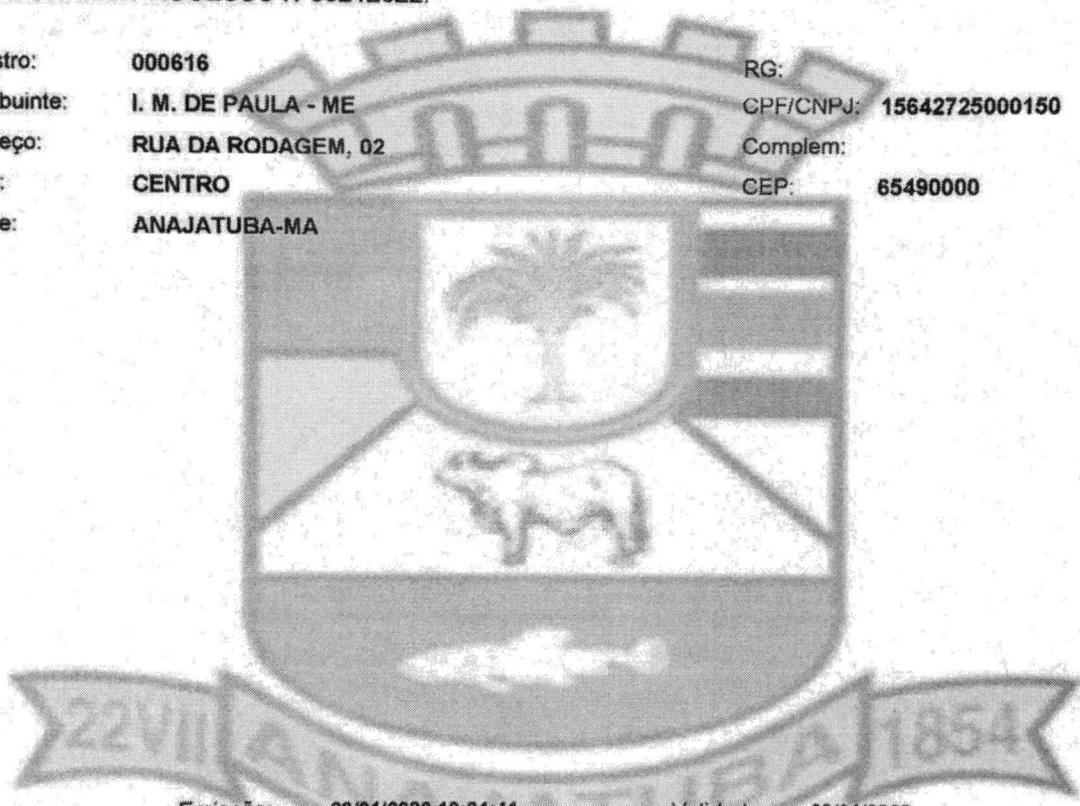 stro: 000616 RG:
buinte: I. M. DE PAULA - ME CPF/CNPJ: 15642725000150
eço: RUA DA RODAGEM, 02 Complem:
: CENTRO CEP: 65490000
e: ANAJATUBA-MA
22VII ANAJATUBA 1854